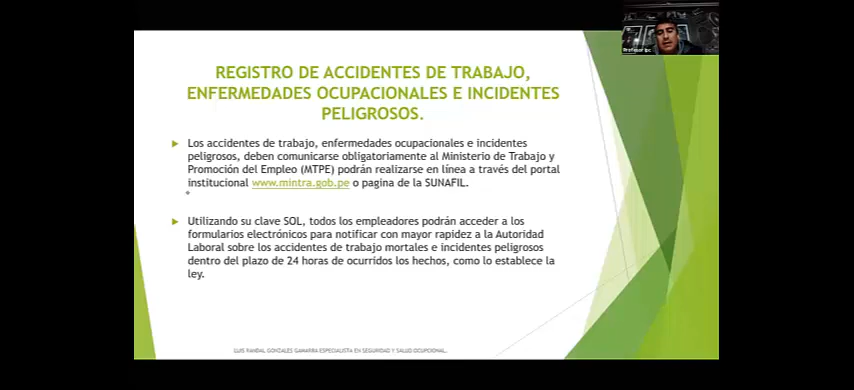 REGISTRO DE ACCIDENTES DE TRABAJO,
ENFERMEDADES OCUPACIONALES E INCIDENTES
PELIGROSOS.
Los accidentes de trabajo, enfermedades ocupacionales e incidentes
peligrosos, deben comunicarse obligatoriamente al Ministerio de Trabajo y
Promoción del Empleo (MTPE) podrán realizarse en línea a través del portal
institucional www.mintra.gob.pe o pagina de la SUNAFIL.
Utilizando su clave SOL, todos los empleadores podrán acceder a los
formularios electrónicos para notificar con mayor rapidez a la Autoridad
Laboral sobre los accidentes de trabajo mortales e incidentes peligrosos
dentro del plazo de 24 horas de ocurridos los hechos, como lo establece la
ley.
LUIS RANDAL GONZALES GAMARRA ESPECIALISTA EN SEGURIDAD Y SALUD OCUPACIONAL.